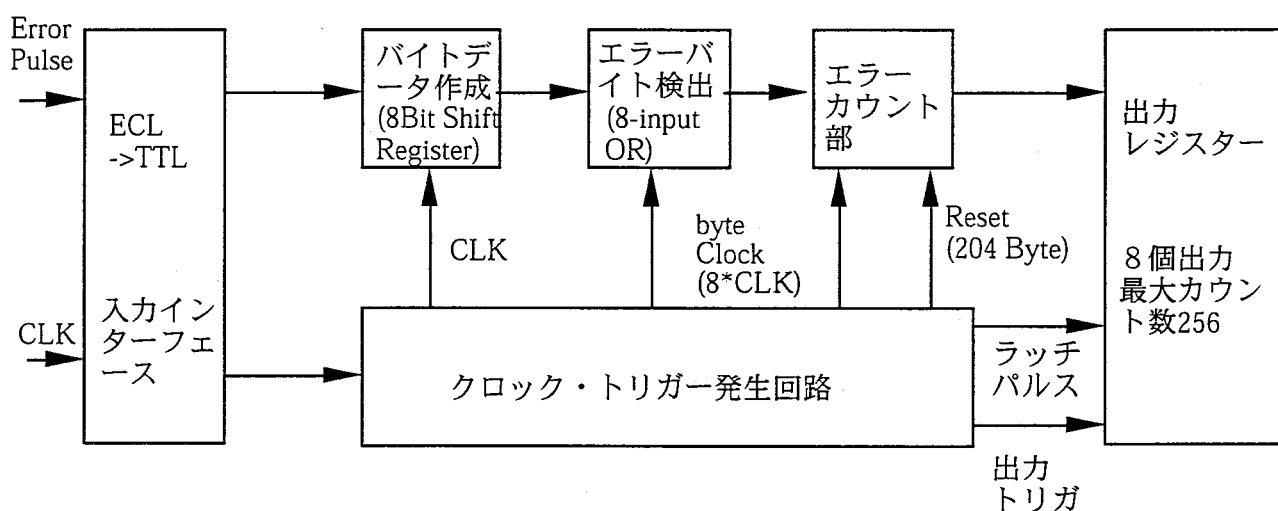 Error
Pulse
ECL
->TTL
入力イン
ターフェ
ース
CLK
バイトデ
ータ作成
(8Bit Shift
Register)
エラーバ
イト検出
(8-input
OR)
エラー
カウント
部
出力
レジスター
８個出力
最大カウン
ト数256
CLK
byte
Clock
(8*CLK)
Reset
(204 Byte)
クロック・トリガー発生回路
ラッチ
パルス
出力
トリガ